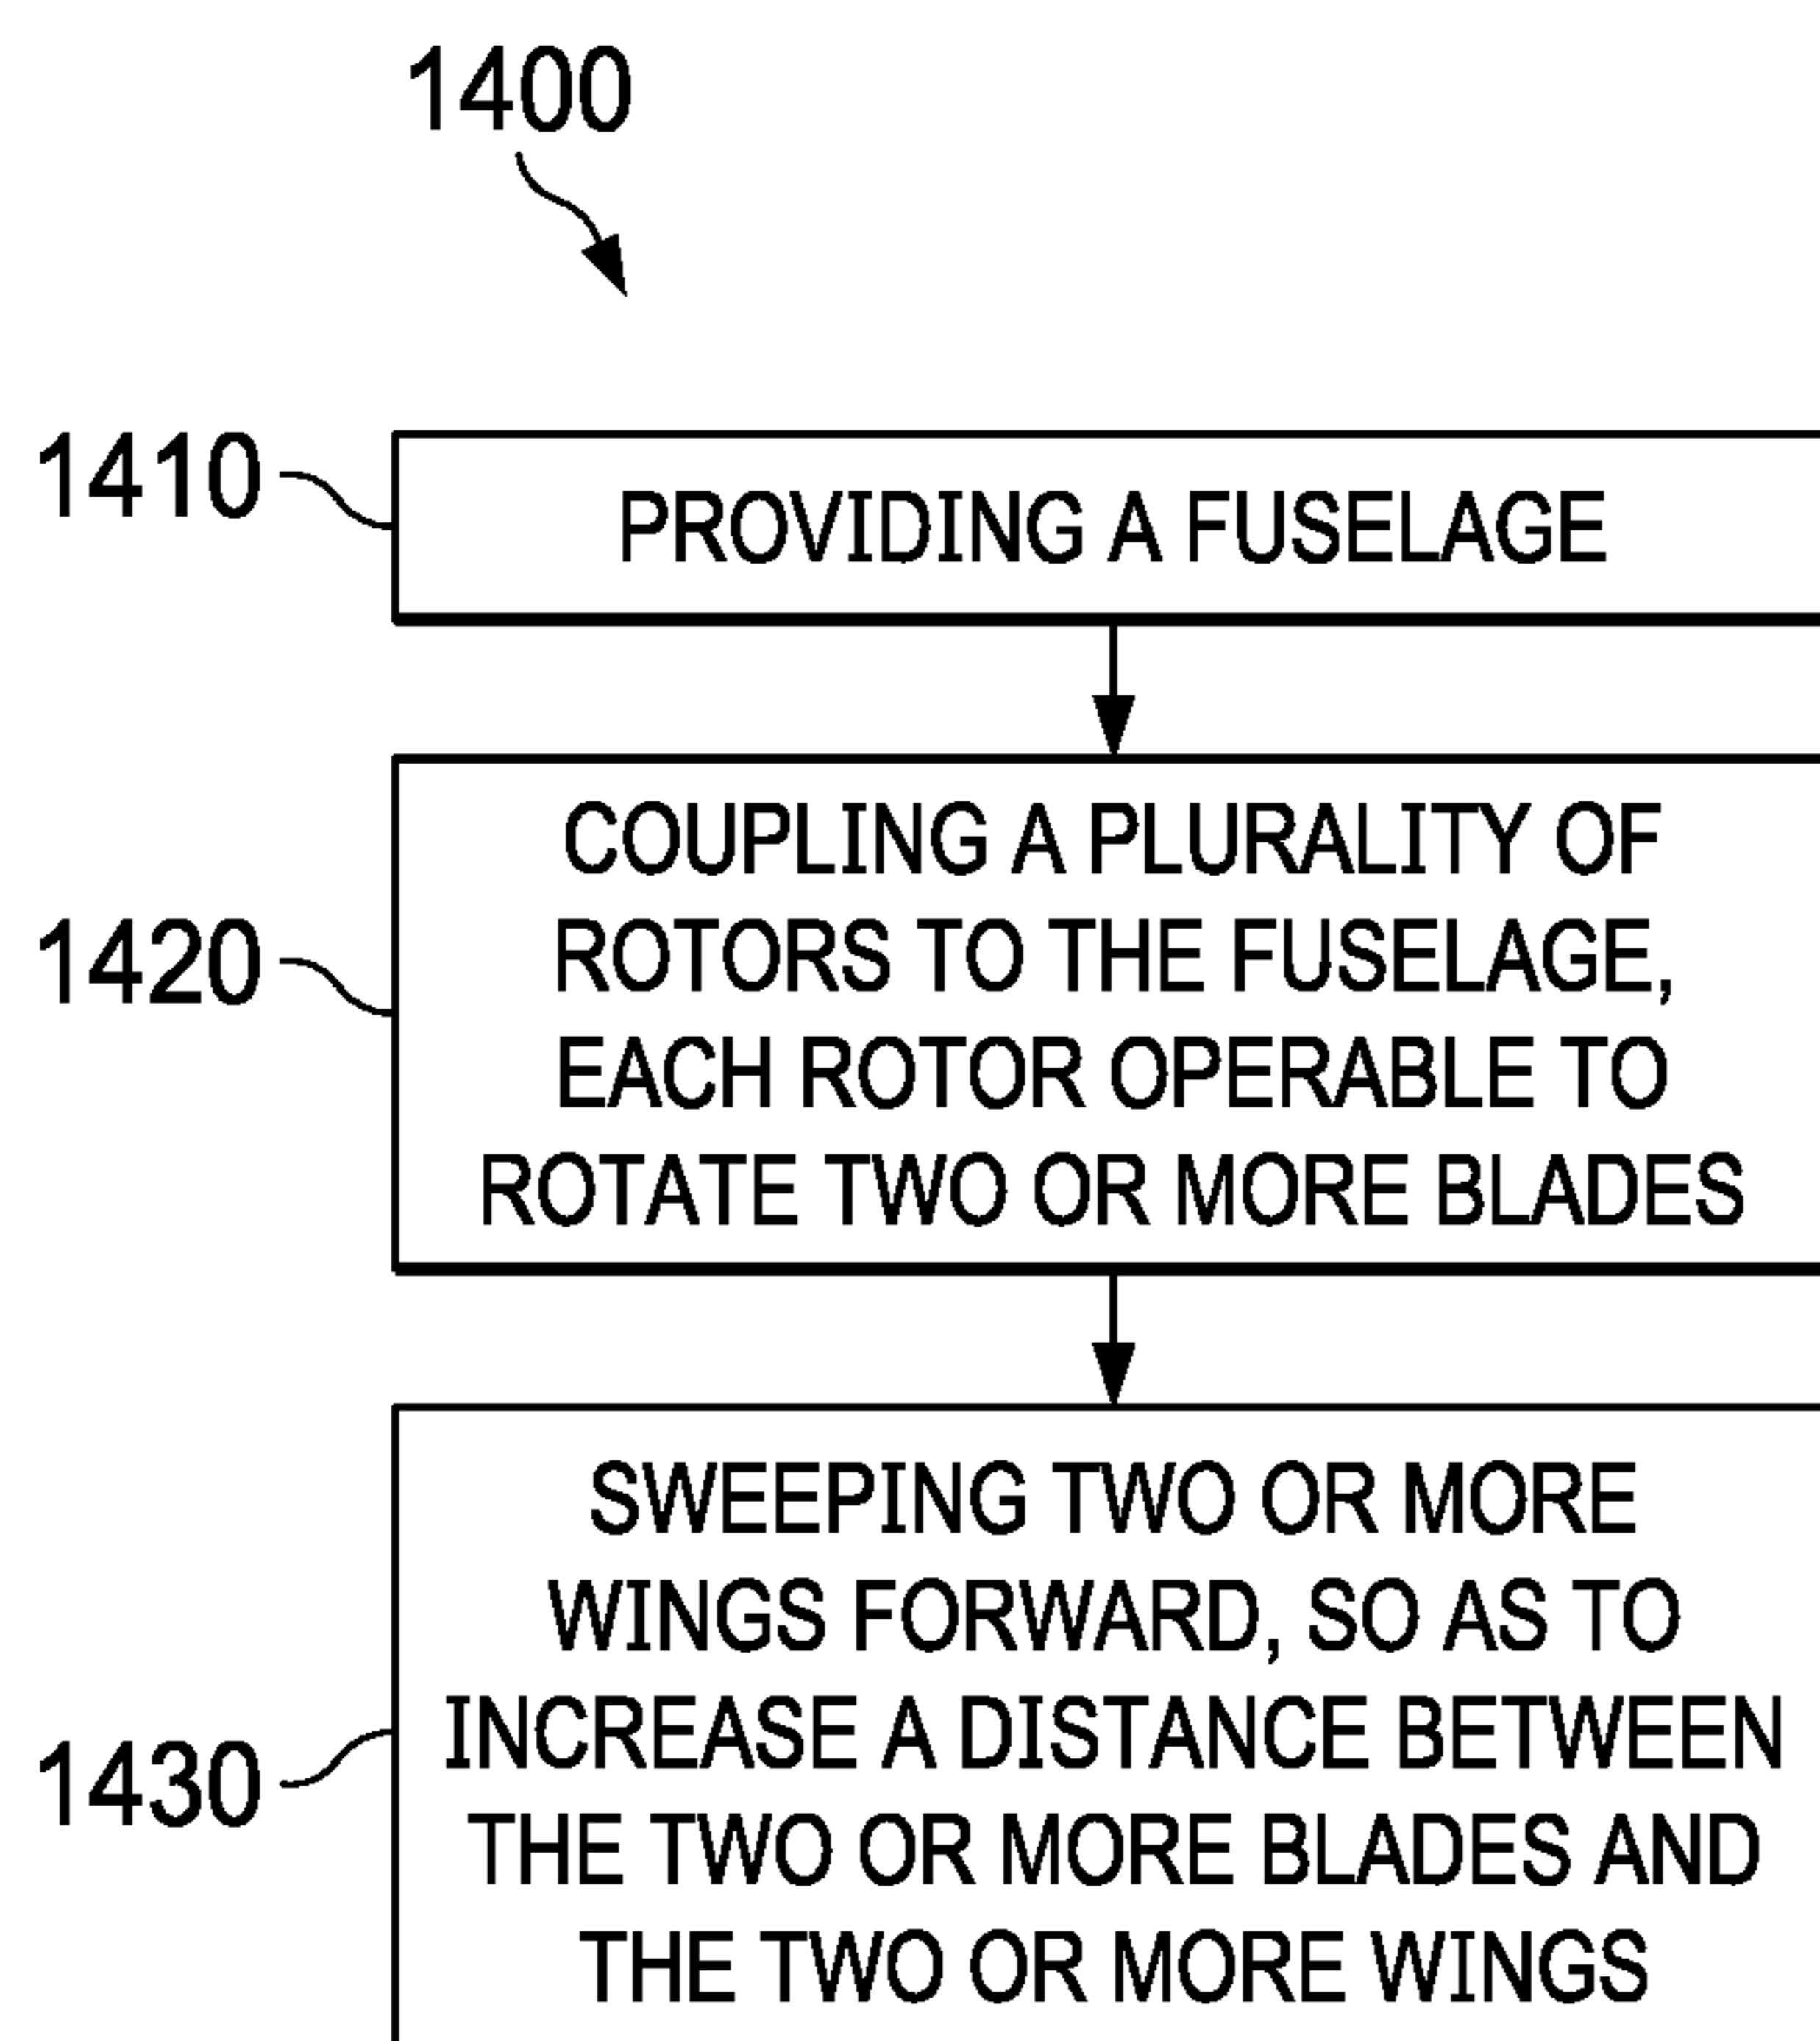 1400
1410
PROVIDING A FUSELAGE
1420
COUPLING A PLURALITY OF
ROTORS TO THE FUSELAGE,
EACH ROTOR OPERABLE TO
ROTATE TWO OR MORE BLADES
1430
SWEEPING TWO OR MORE
WINGS FORWARD, SO AS TO
INCREASE A DISTANCE BETWEEN
THE TWO OR MORE BLADES AND
THE TWO OR MORE WINGS